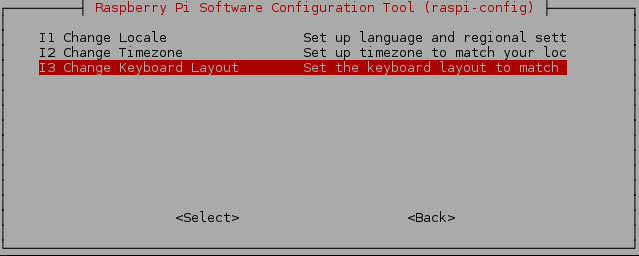 Raspberry Pi Software Configuration Tool (raspi-config)
I1 Change Locale Set up language and regional sett
I2 Change Timezone Set up timezone to match your loc
I3 Change Keyboard Layout Set the keyboard layout to match
<Select> <Back>